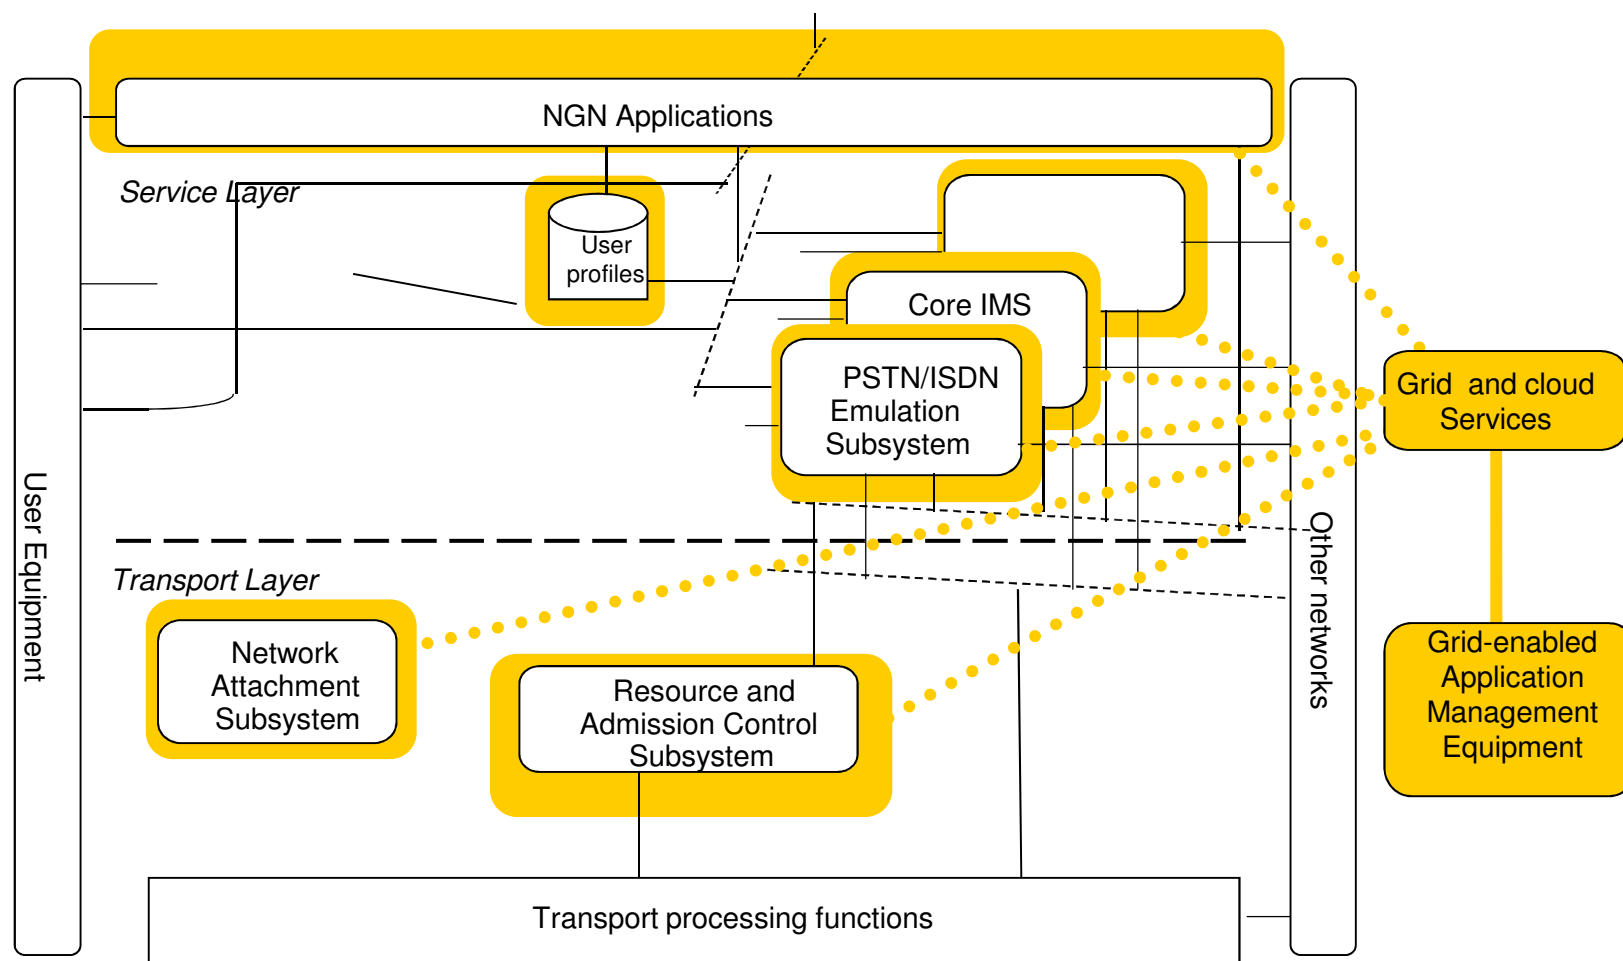 NGN Applications
Service Layer
User
profiles
Core IMS
PSTN/ISDN
Emulation
Subsystem
Grid and cloud
Services
User Equipment
Other networks
Transport Layer
Network
Attachment
Subsystem
Resource and
Admission Control
Subsystem
Grid-enabled
Application
Management
Equipment
Transport processing functions